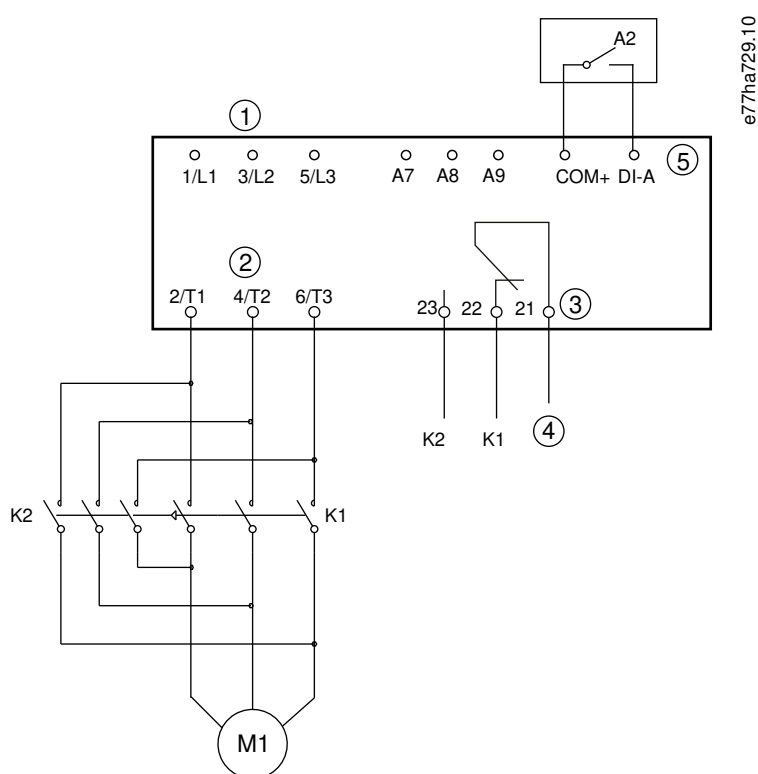 A2
e77ha729.10
1
1/L1 3/L2 5/L3 A7 A8 A9 COM+ DI-A 5
2
2/T1 4/T2 6/T3 23 22 21 3
K2 K1 4
K2 K1
M1